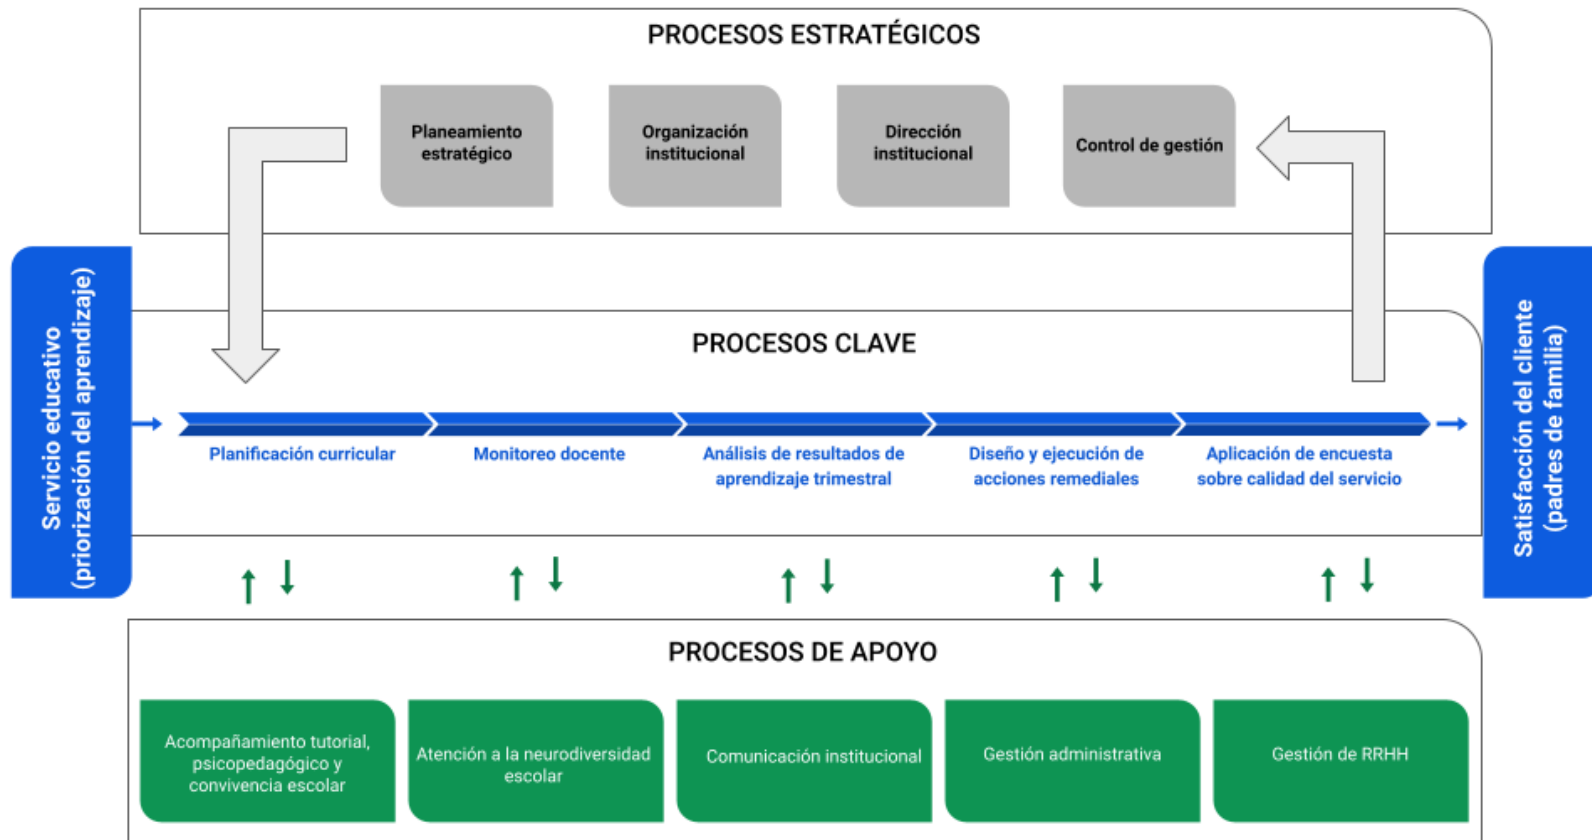 PROCESOS ESTRATÉGICOS
Planeamiento
estratégico
Organización
institucional
Dirección
institucional
Control de gestión
Servicio educativo
(priorización del aprendizaje)
PROCESOS CLAVE
Planificación curricular
Monitoreo docente
Análisis de resultados de
aprendizaje trimestral
Diseño y ejecución de
acciones remediales
Aplicación de encuesta
sobre calidad del servicio
Satisfacción del cliente
(padres de familia)
PROCESOS DE APOYO
Acompañamiento tutorial,
psicopedagógico y
convivencia escolar
Atención a la neurodiversidad
escolar
Comunicación institucional
Gestión administrativa
Gestión de RRHH